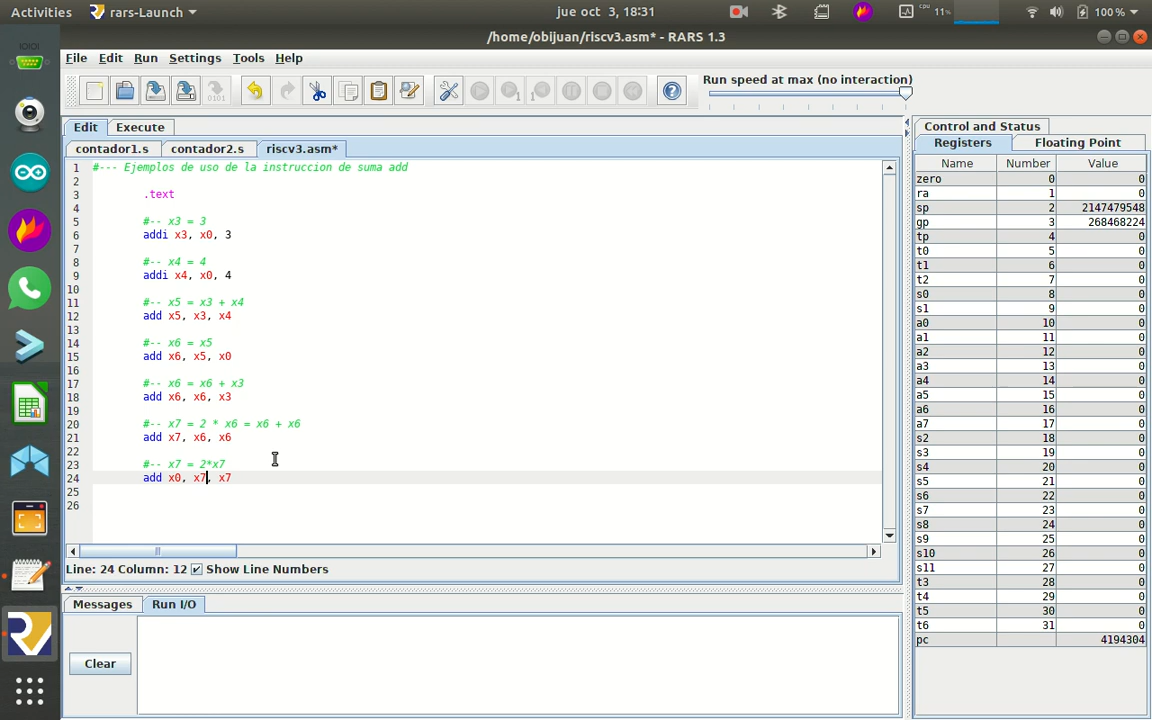 Activities rars-Launch jue oct 3, 18:31 cpu 11% 100%
/home/obijuan/riscv3.asm* - RARS 1.3
File Edit Run Settings Tools Help
Run speed at max (no interaction)
Edit Execute
contador1.s contador2.s riscv3.asm*
1 #--- Ejemplos de uso de la instruccion de suma add
2
3 .text
4
5 #-- x3 = 3
6 addi x3, x0, 3
7
8 #-- x4 = 4
9 addi x4, x0, 4
10
11 #-- x5 = x3 + x4
12 add x5, x3, x4
13
14 #-- x6 = x5
15 add x6, x5, x0
16
17 #-- x6 = x6 + x3
18 add x6, x6, x3
19
20 #-- x7 = 2 * x6 = x6 + x6
21 add x7, x6, x6
22
23 #-- x7 = 2*x7
24 add x0, x7, x7
25
26
Line: 24 Column: 12 Show Line Numbers
Messages Run I/O
Clear
Control and Status
Registers Floating Point
Name Number Value
zero 0 0
ra 1 0
sp 2 2147479548
gp 3 268468224
tp 4 0
t0 5 0
t1 6 0
t2 7 0
s0 8 0
s1 9 0
a0 10 0
a1 11 0
a2 12 0
a3 13 0
a4 14 0
a5 15 0
a6 16 0
a7 17 0
s2 18 0
s3 19 0
s4 20 0
s5 21 0
s6 22 0
s7 23 0
s8 24 0
s9 25 0
s10 26 0
s11 27 0
t3 28 0
t4 29 0
t5 30 0
t6 31 0
pc 4194304